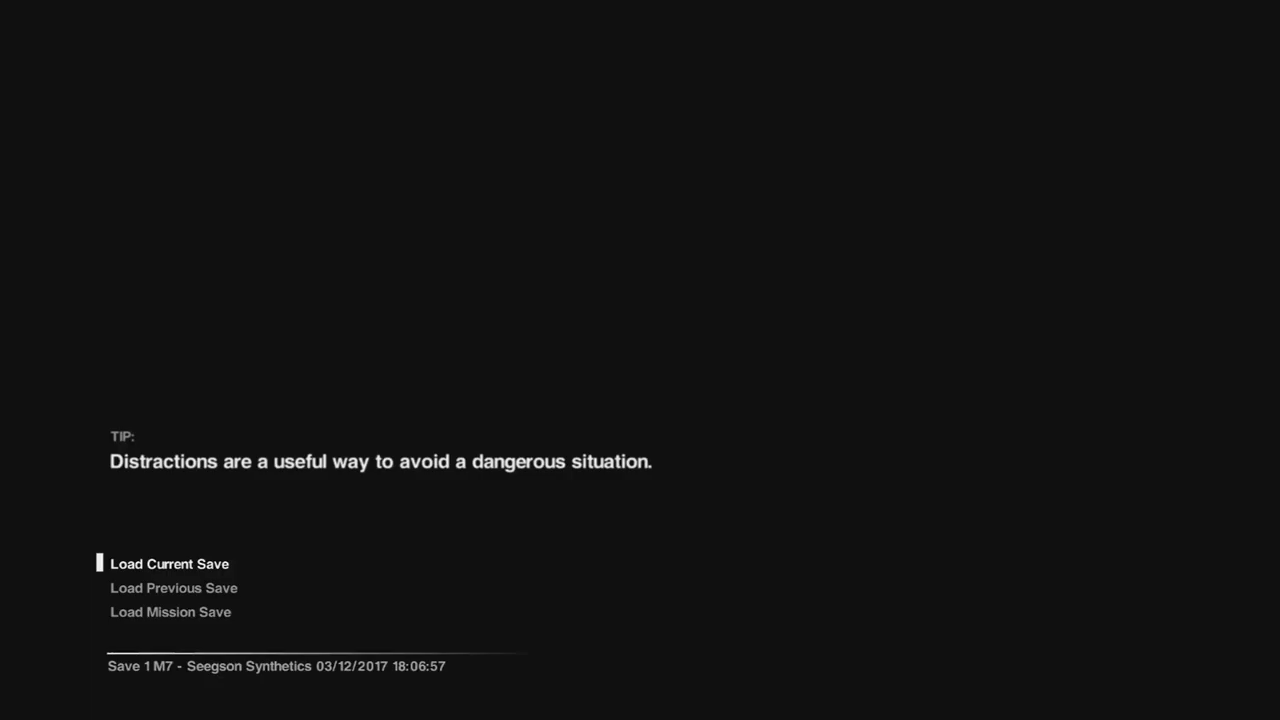 TIP:
Distractions are a useful way to avoid a dangerous situation.
Load Current Save
Load Previous Save
Load Mission Save
Save 1 M7 - Seegson Synthetics 03/12/2017 18:06:57